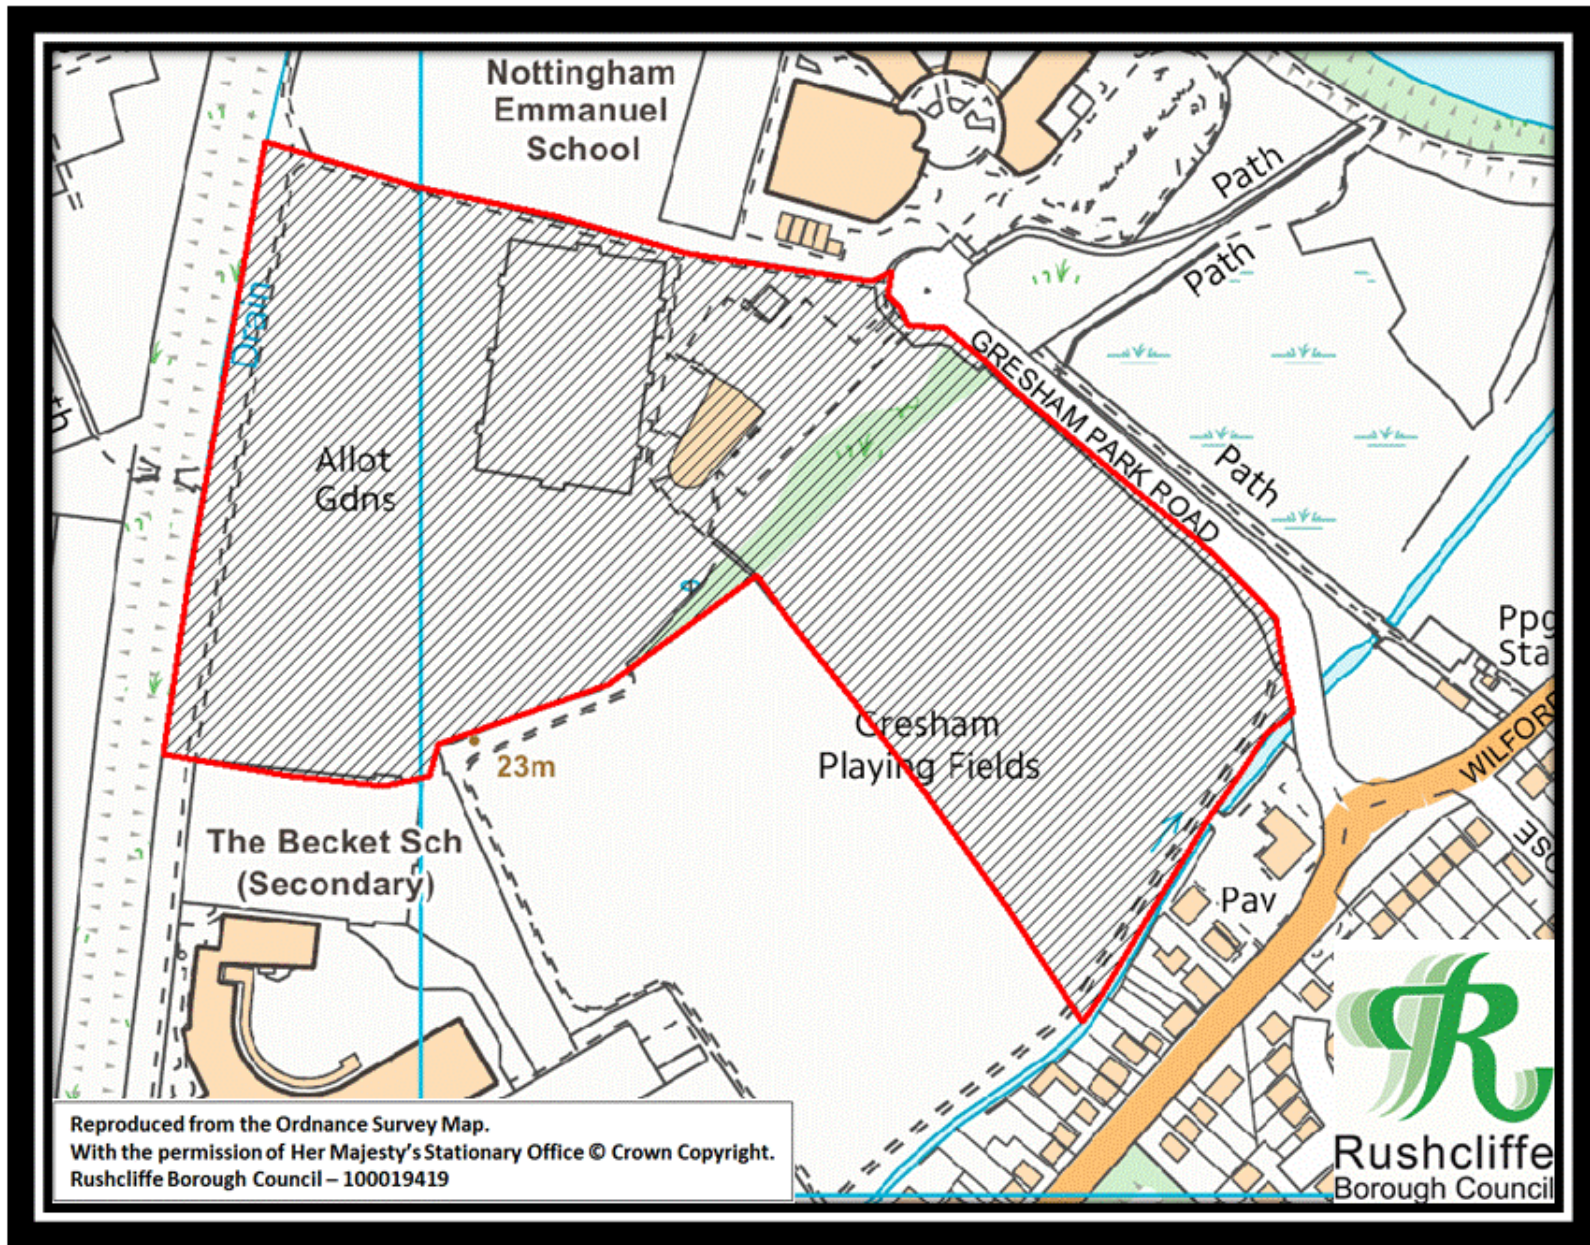 Nottingham
Emmanuel
School
Path
Path
Drain
GRESHAM PARK ROAD
Path
Allot
Gdns
Ppg
Sta
Gresham
Playing Fields
WILFORD
23m
The Becket Sch
(Secondary)
Pav
Reproduced from the Ordnance Survey Map.
With the permission of Her Majesty's Stationary Office © Crown Copyright.
Rushcliffe Borough Council – 100019419
R
Rushcliffe
Borough Council